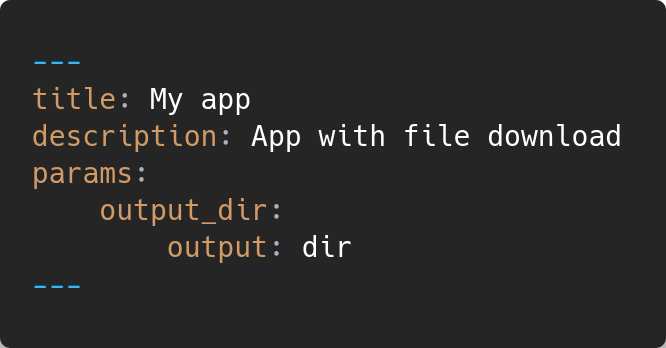 ---
title: My app
description: App with file download
params:
    output_dir:
        output: dir
---